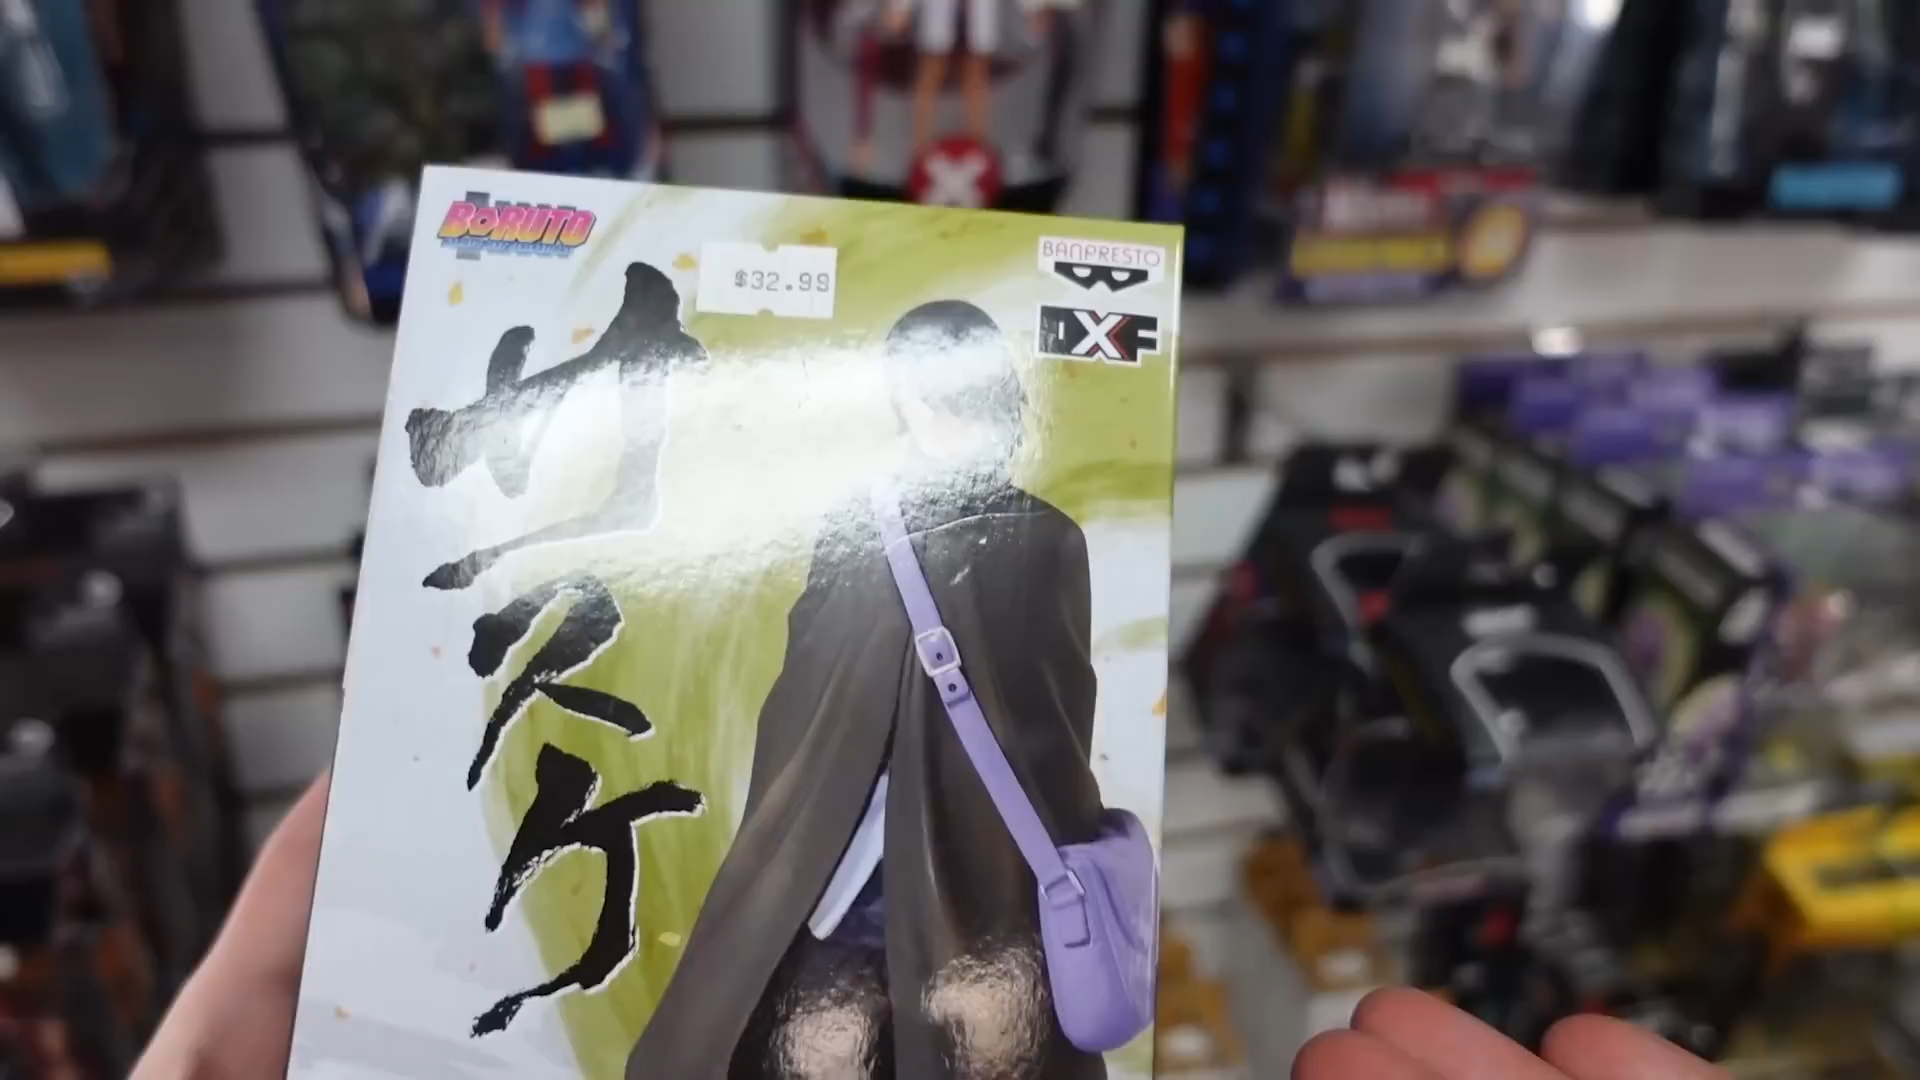 BORUTO
$32.99
BANPRESTO
DXF
サスケ